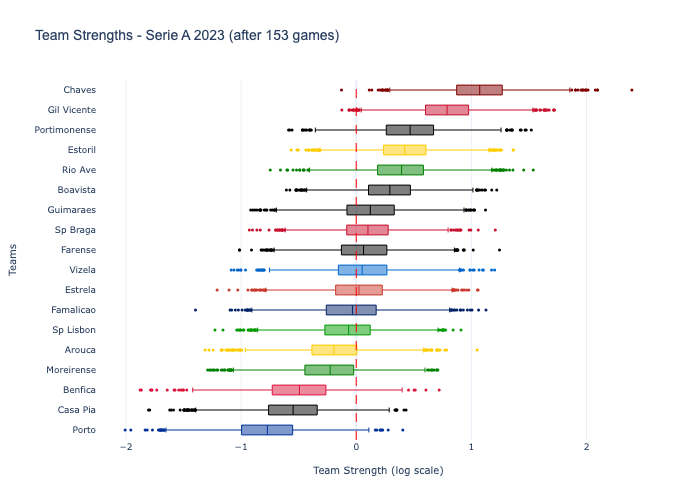 Team Strengths - Serie A 2023 (after 153 games)
Chaves
Gil Vicente
Portimonense
Estoril
Rio Ave
Boavista
Guimaraes
Sp Braga
Farense
Vizela
Estrela
Famalicao
Sp Lisbon
Arouca
Moreirense
Benfica
Casa Pia
Porto
Teams
−2
−1
0
1
2
Team Strength (log scale)